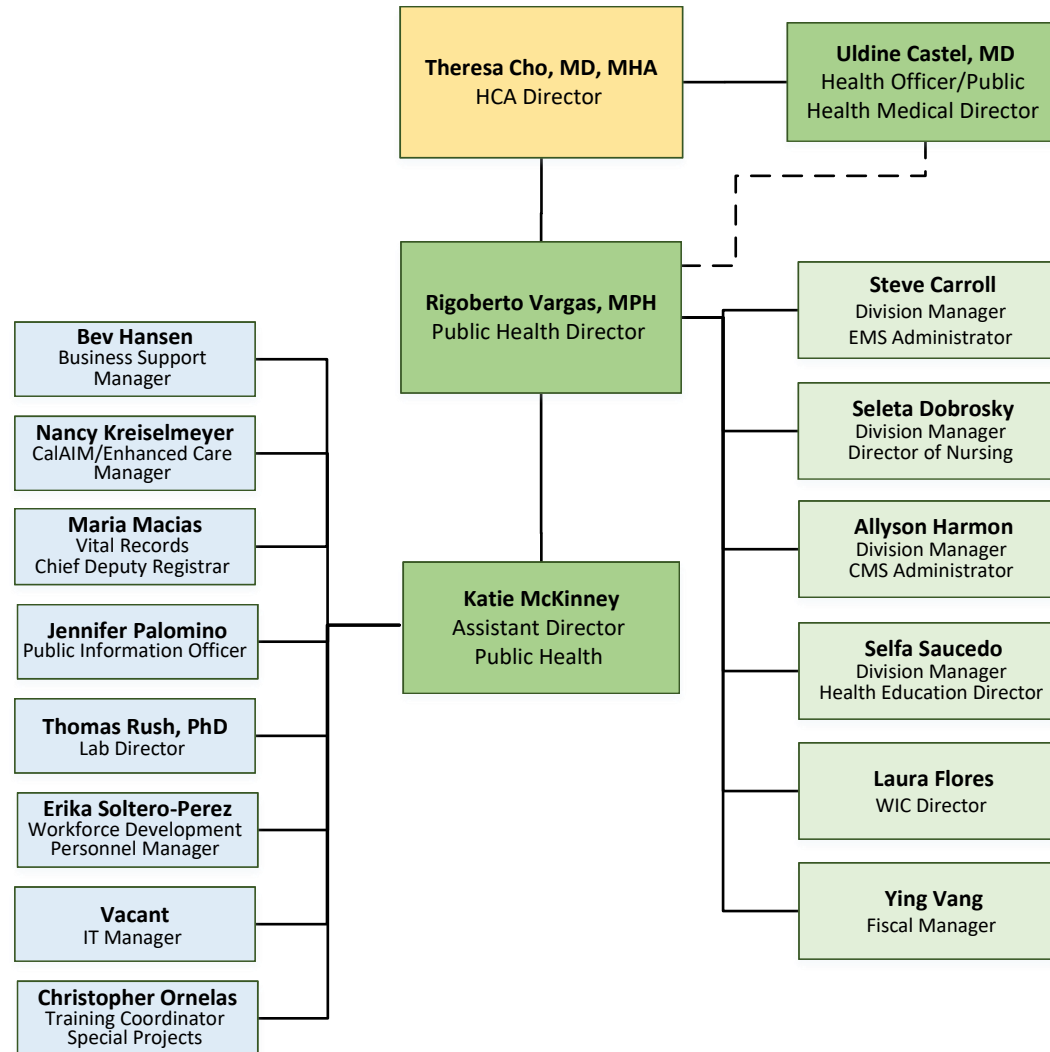 Theresa Cho, MD, MHA
HCA Director
Uldine Castel, MD
Health Officer/Public
Health Medical Director
Rigoberto Vargas, MPH
Public Health Director
Katie McKinney
Assistant Director
Public Health
Bev Hansen
Business Support
Manager
Nancy Kreiselmeyer
CalAIM/Enhanced Care
Manager
Maria Macias
Vital Records
Chief Deputy Registrar
Jennifer Palomino
Public Information Officer
Thomas Rush, PhD
Lab Director
Erika Soltero-Perez
Workforce Development
Personnel Manager
Vacant
IT Manager
Christopher Ornelas
Training Coordinator
Special Projects
Steve Carroll
Division Manager
EMS Administrator
Seleta Dobrosky
Division Manager
Director of Nursing
Allyson Harmon
Division Manager
CMS Administrator
Selfa Saucedo
Division Manager
Health Education Director
Laura Flores
WIC Director
Ying Vang
Fiscal Manager